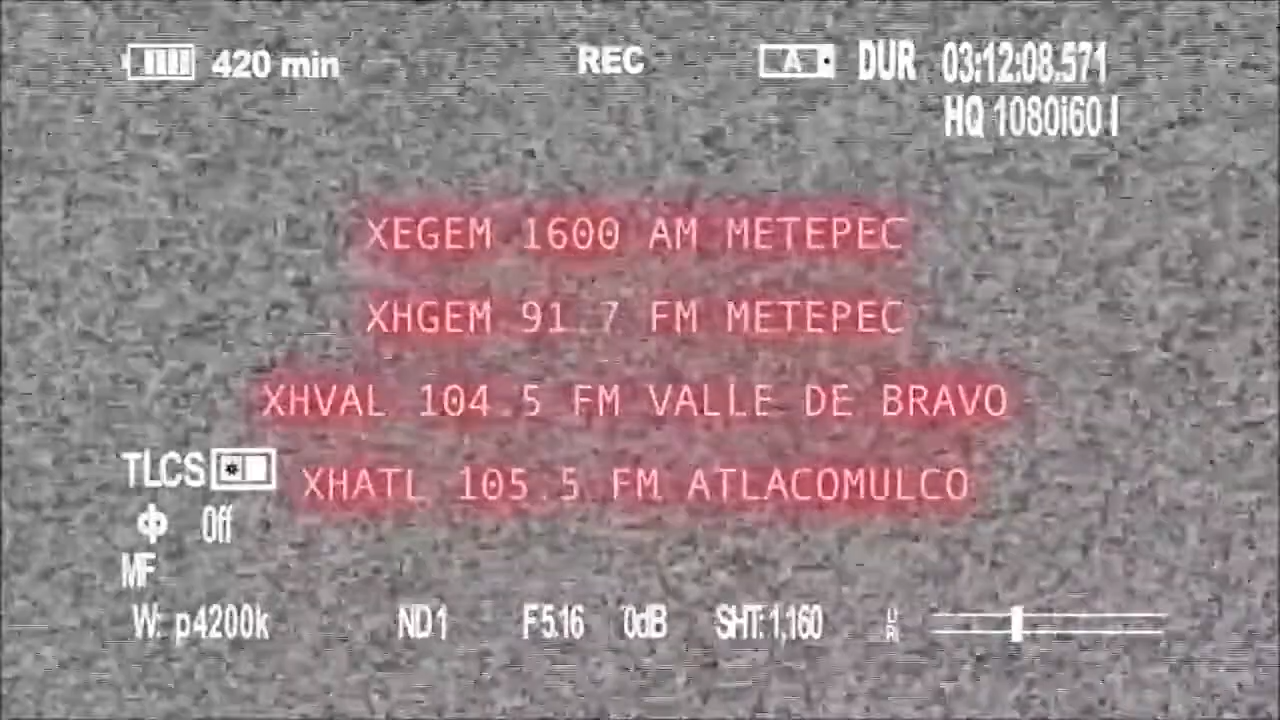 420 min REC A DUR 03:12:08.571
HQ 1080i60 I
XEGEM 1600 AM METEPEC
XHGEM 91.7 FM METEPEC
XHVAL 104.5 FM VALLE DE BRAVO
TLCS XHATL 105.5 FM ATLACOMULCO
Off
MF
W: p4200k ND1 F5.16 0dB SHT:1,160